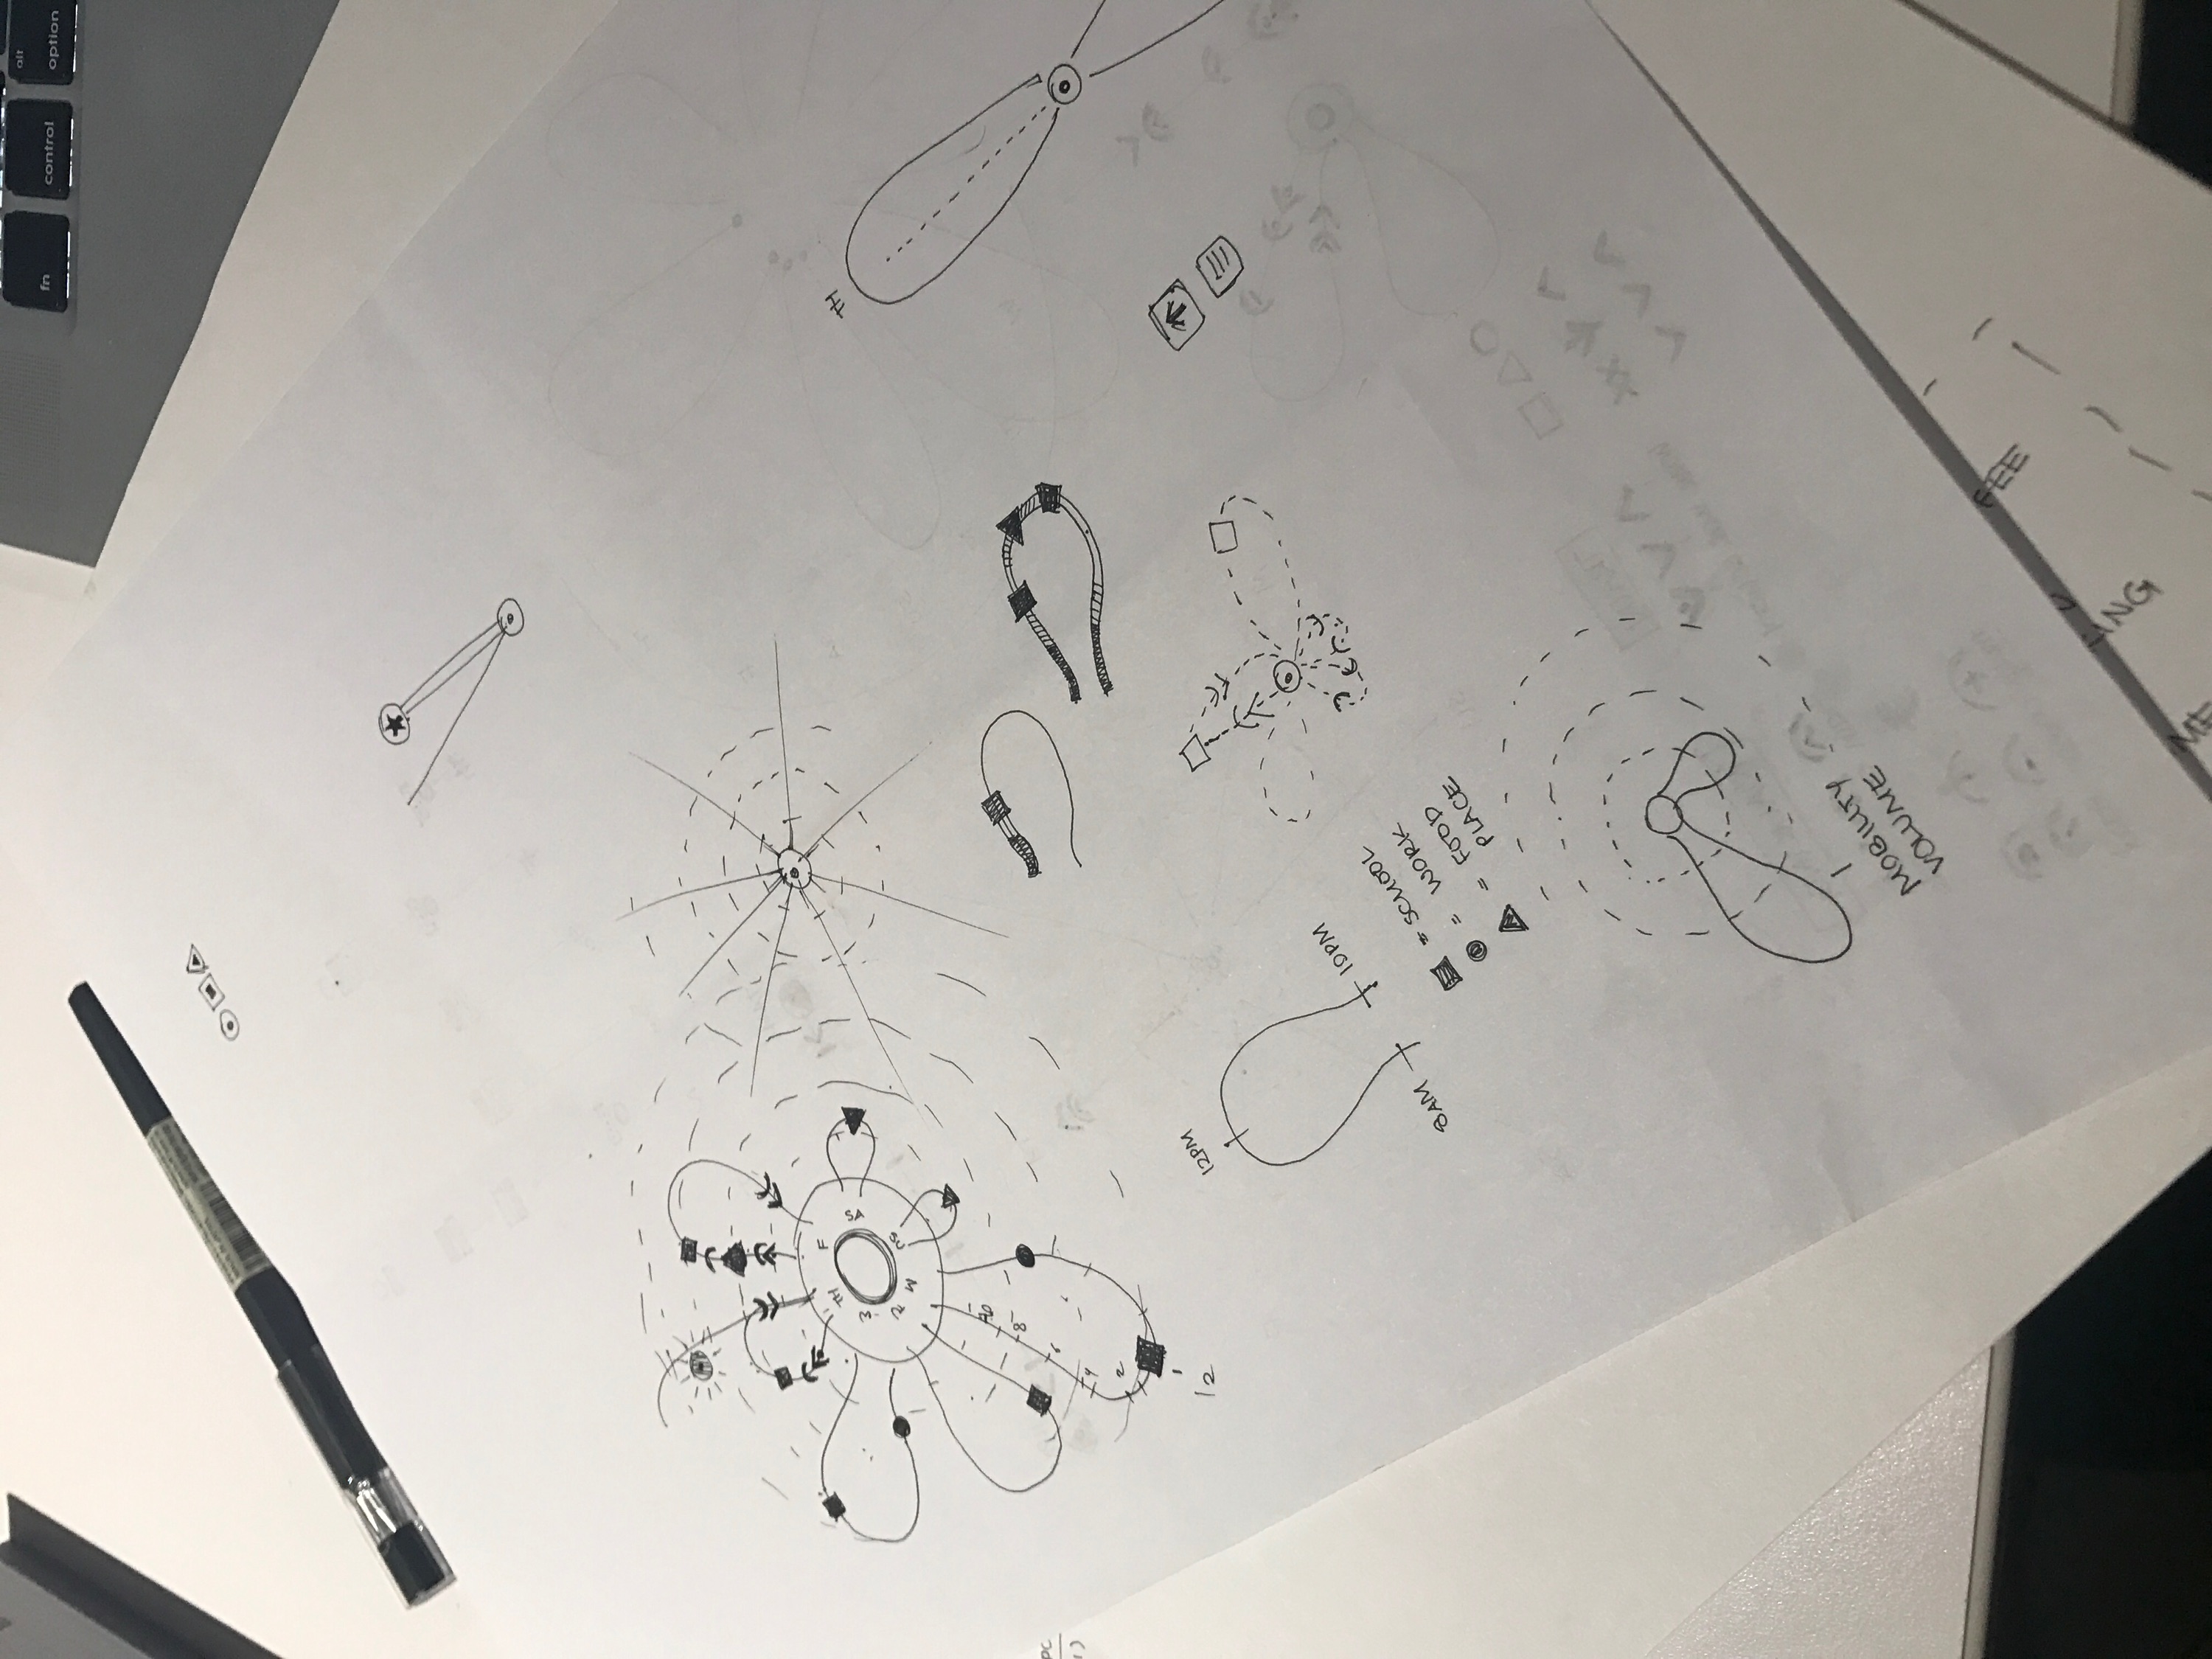 fn
control
alt
option
TH
F
SA
SU
M
TU
W
10
8
6
4
2
12
TH
12PM
10PM
8AM
= SCHOOL
= WORK
= FOOD
PLACE
MOBILITY
VOLUME
FEE
ME